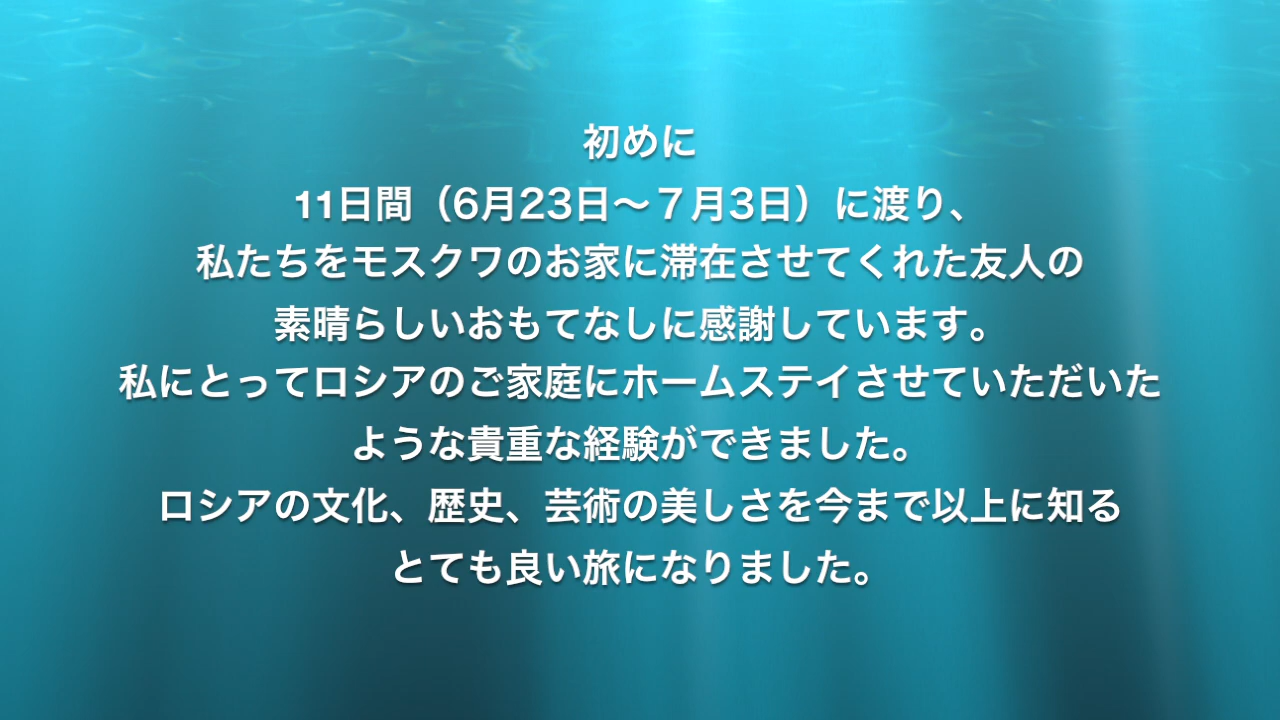 初めに
11日間（6月23日〜７月3日）に渡り、
私たちをモスクワのお家に滞在させてくれた友人の
素晴らしいおもてなしに感謝しています。
私にとってロシアのご家庭にホームステイさせていただいた
ような貴重な経験ができました。
ロシアの文化、歴史、芸術の美しさを今まで以上に知る
とても良い旅になりました。